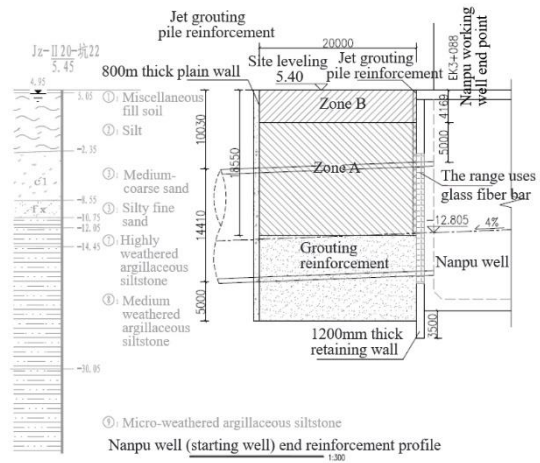 Jet grouting
pile reinforcement
Jz-II20-坑22
5.45
20000
Site leveling
5.40
Jet grouting
pile reinforcement
800m thick plain wall
EK3+088
Nanpu working
well end point
4.95
5.05
①: Miscellaneous
fill soil
②: Silt
-2.35
③: Medium-
coarse sand
③: Silty fine
sand
-8.55
-10.75
-12.05
-14.45
⑦: Highly
weathered
argillaceous
siltstone
⑧: Medium
weathered
argillaceous
siltstone
⑨: Micro-weathered argillaceous siltstone
10030
14410
5000
18550
Zone B
Zone A
Grouting
reinforcement
4169
5000
The range uses
glass fiber bar
-12.805
4%
Nanpu well
3500
1200mm thick
retaining wall
Nanpu well (starting well) end reinforcement profile
1:300